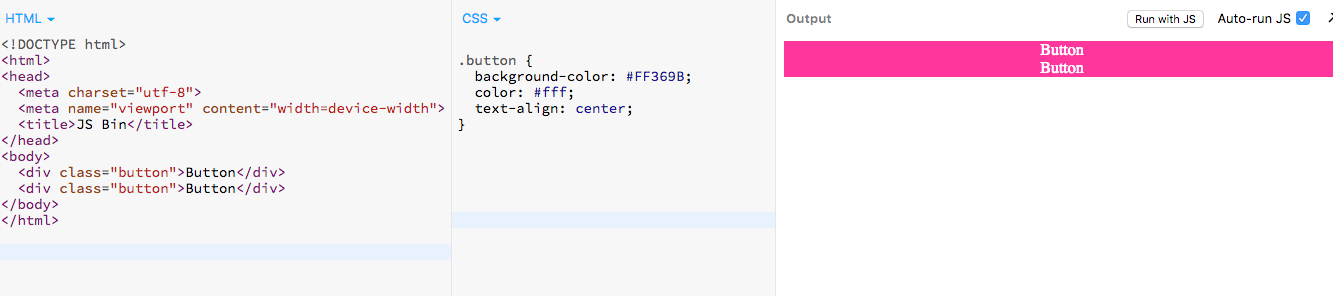 HTML
<!DOCTYPE html>
<html>
<head>
  <meta charset="utf-8">
  <meta name="viewport" content="width=device-width">
  <title>JS Bin</title>
</head>
<body>
  <div class="button">Button</div>
  <div class="button">Button</div>
</body>
</html>
CSS
.button {
  background-color: #FF369B;
  color: #fff;
  text-align: center;
}
Output
Run with JS
Auto-run JS
Button
Button